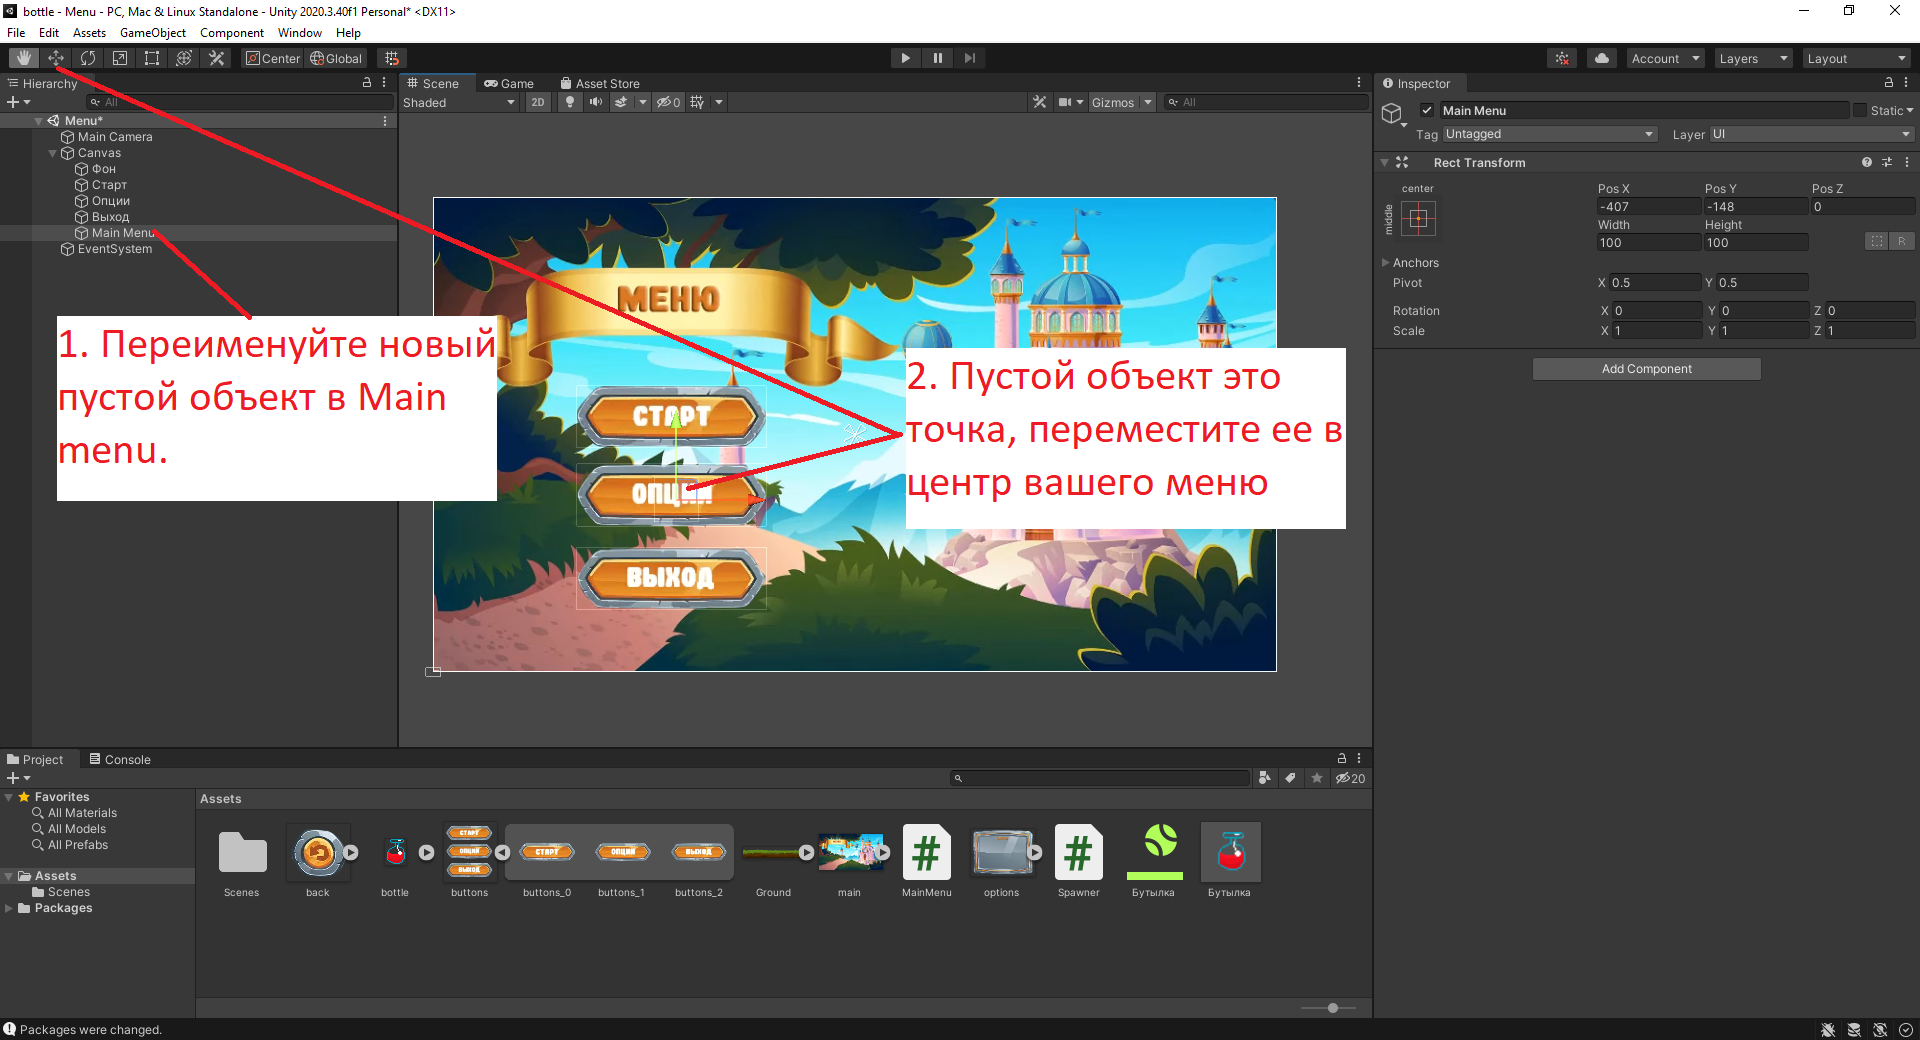 bottle - Menu - PC, Mac & Linux Standalone - Unity 2020.3.40f1 Personal* <DX11>
File Edit Assets GameObject Component Window Help
Center Global Account Layers Layout
Hierarchy
All
Menu*
Main Camera
Canvas
Фон
Старт
Опции
Выход
Main Menu
EventSystem
Scene Game Asset Store
Shaded 2D 0 Gizmos All
МЕНЮ
СТАРТ
ОПЦИИ
ВЫХОД
1. Переименуйте новый
пустой объект в Main
menu.
2. Пустой объект это
точка, переместите ее в
центр вашего меню
Inspector
Main Menu Static
Tag Untagged Layer UI
Rect Transform
center
middle
Pos X Pos Y Pos Z
-407 -148 0
Width Height
100 100
R
Anchors
Pivot X 0.5 Y 0.5
Rotation X 0 Y 0 Z 0
Scale X 1 Y 1 Z 1
Add Component
Project Console
20
Favorites
All Materials
All Models
All Prefabs
Assets
Scenes
Packages
Assets
СТАРТ
ОПЦИИ
ВЫХОД
СТАРТ ОПЦИИ ВЫХОД
# #
Scenes back bottle buttons buttons_0 buttons_1 buttons_2 Ground main MainMenu options Spawner Бутылка Бутылка
Packages were changed.